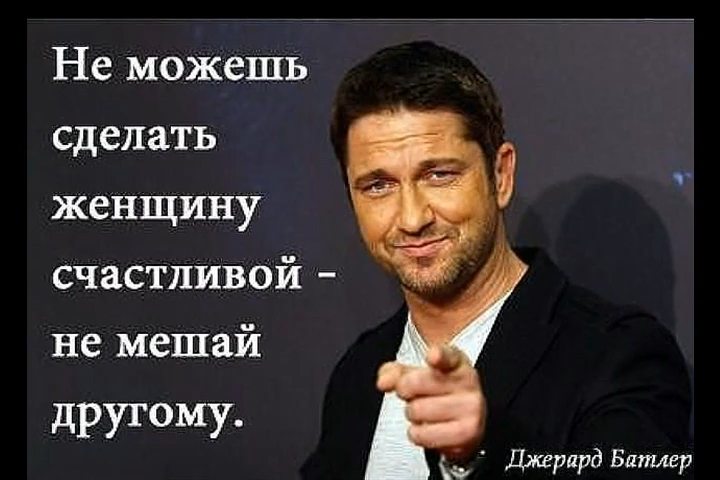 Не можешь
сделать
женщину
счастливой -
не мешай
другому.
Джерард Батлер